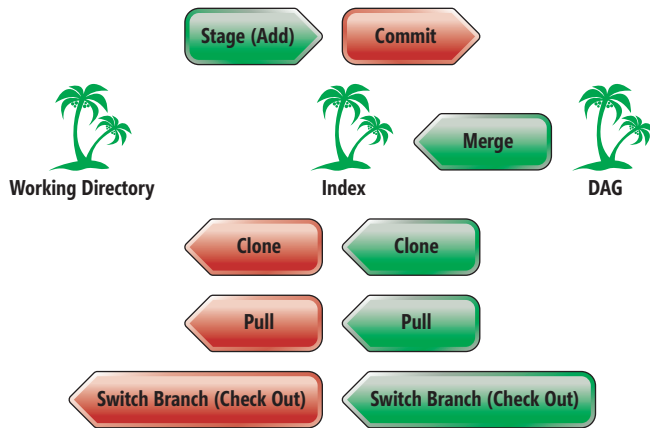 Stage (Add) Commit
Merge
Working Directory Index DAG
Clone Clone
Pull Pull
Switch Branch (Check Out) Switch Branch (Check Out)